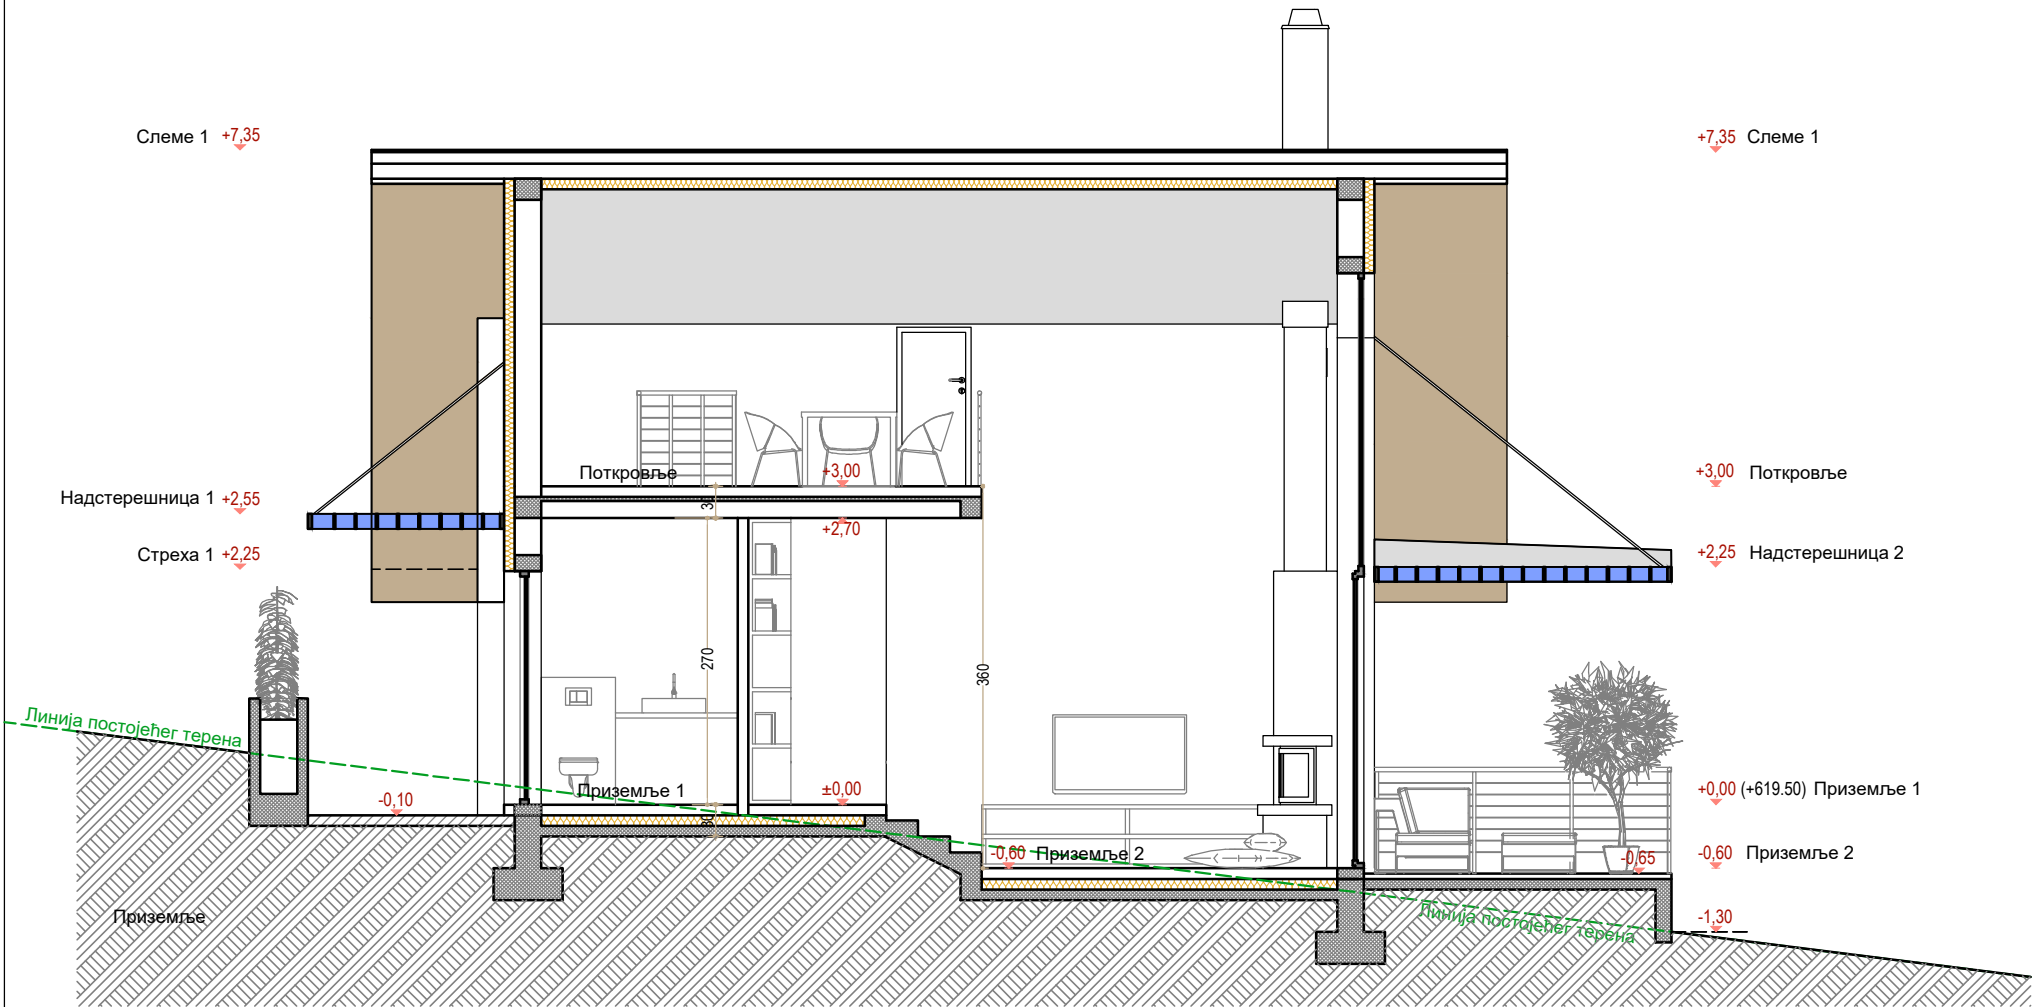 Слеме 1 +7,35
+7,35 Слеме 1
Поткровље +3,00
+3,00 Поткровље
Надстерешница 1 +2,55
30
+2,70
Стреха 1 +2,25
+2,25 Надстерешница 2
270
360
Линија постојећег терена
-0,10
Приземље 1 ±0,00
+0,00 (+619.50) Приземље 1
30
-0,60 Приземље 2
-0,65
-0,60 Приземље 2
Приземље
Линија постојећег терена
-1,30